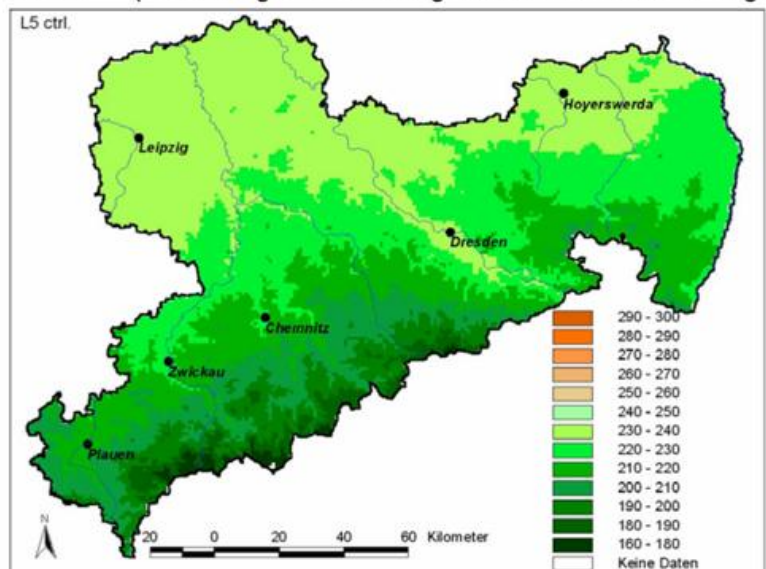 L5 ctrl.
Hoyerswerda
Leipzig
Dresden
Chemnitz
Zwickau
Plauen
290 - 300
280 - 290
270 - 280
260 - 270
250 - 260
240 - 250
230 - 240
220 - 230
210 - 220
200 - 210
190 - 200
180 - 190
160 - 180
Keine Daten
N
20 0 20 40 60 Kilometer